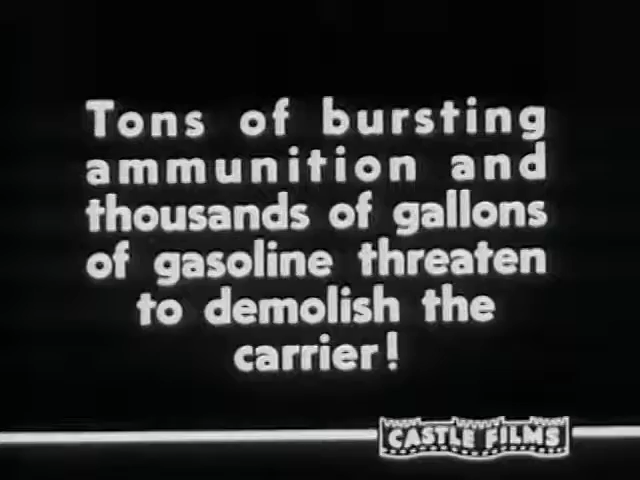 Tons of bursting
ammunition and
thousands of gallons
of gasoline threaten
to demolish the
carrier!
CASTLE FILMS